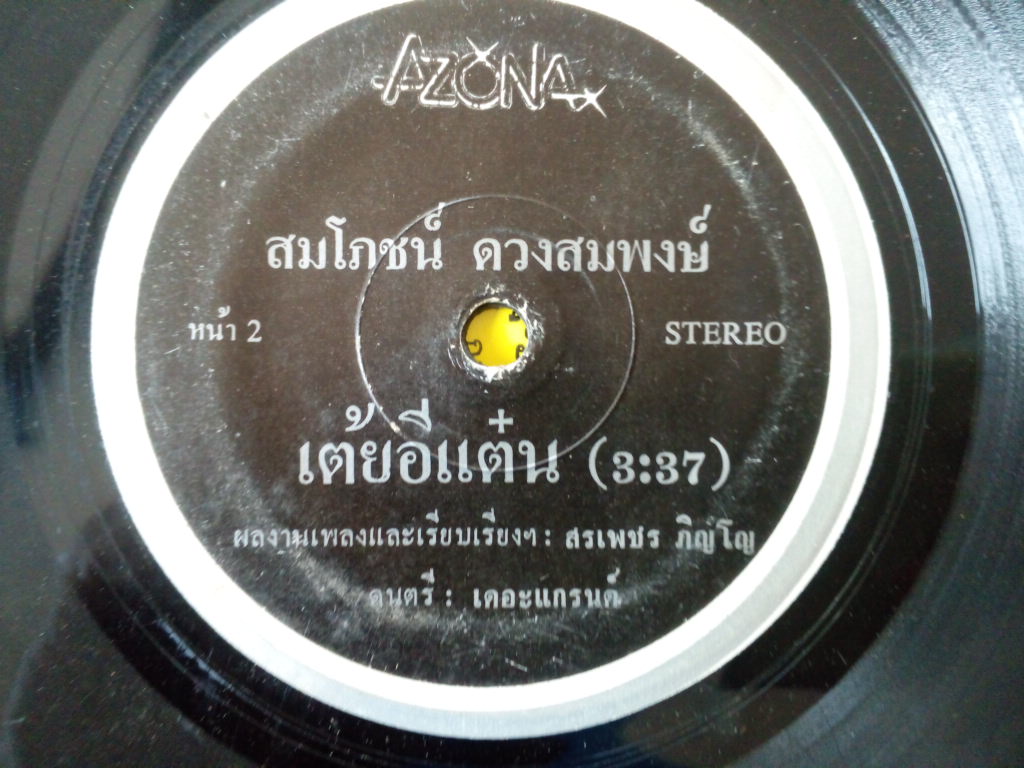 AZONA
สมโภชน์ ดวงสมพงษ์
หน้า 2 STEREO
เต้ยอีแต๋น (3:37)
ผลงานเพลงและเรียบเรียงฯ: สรเพชร ภิญโญ
ดนตรี : เดอะแกรนด์